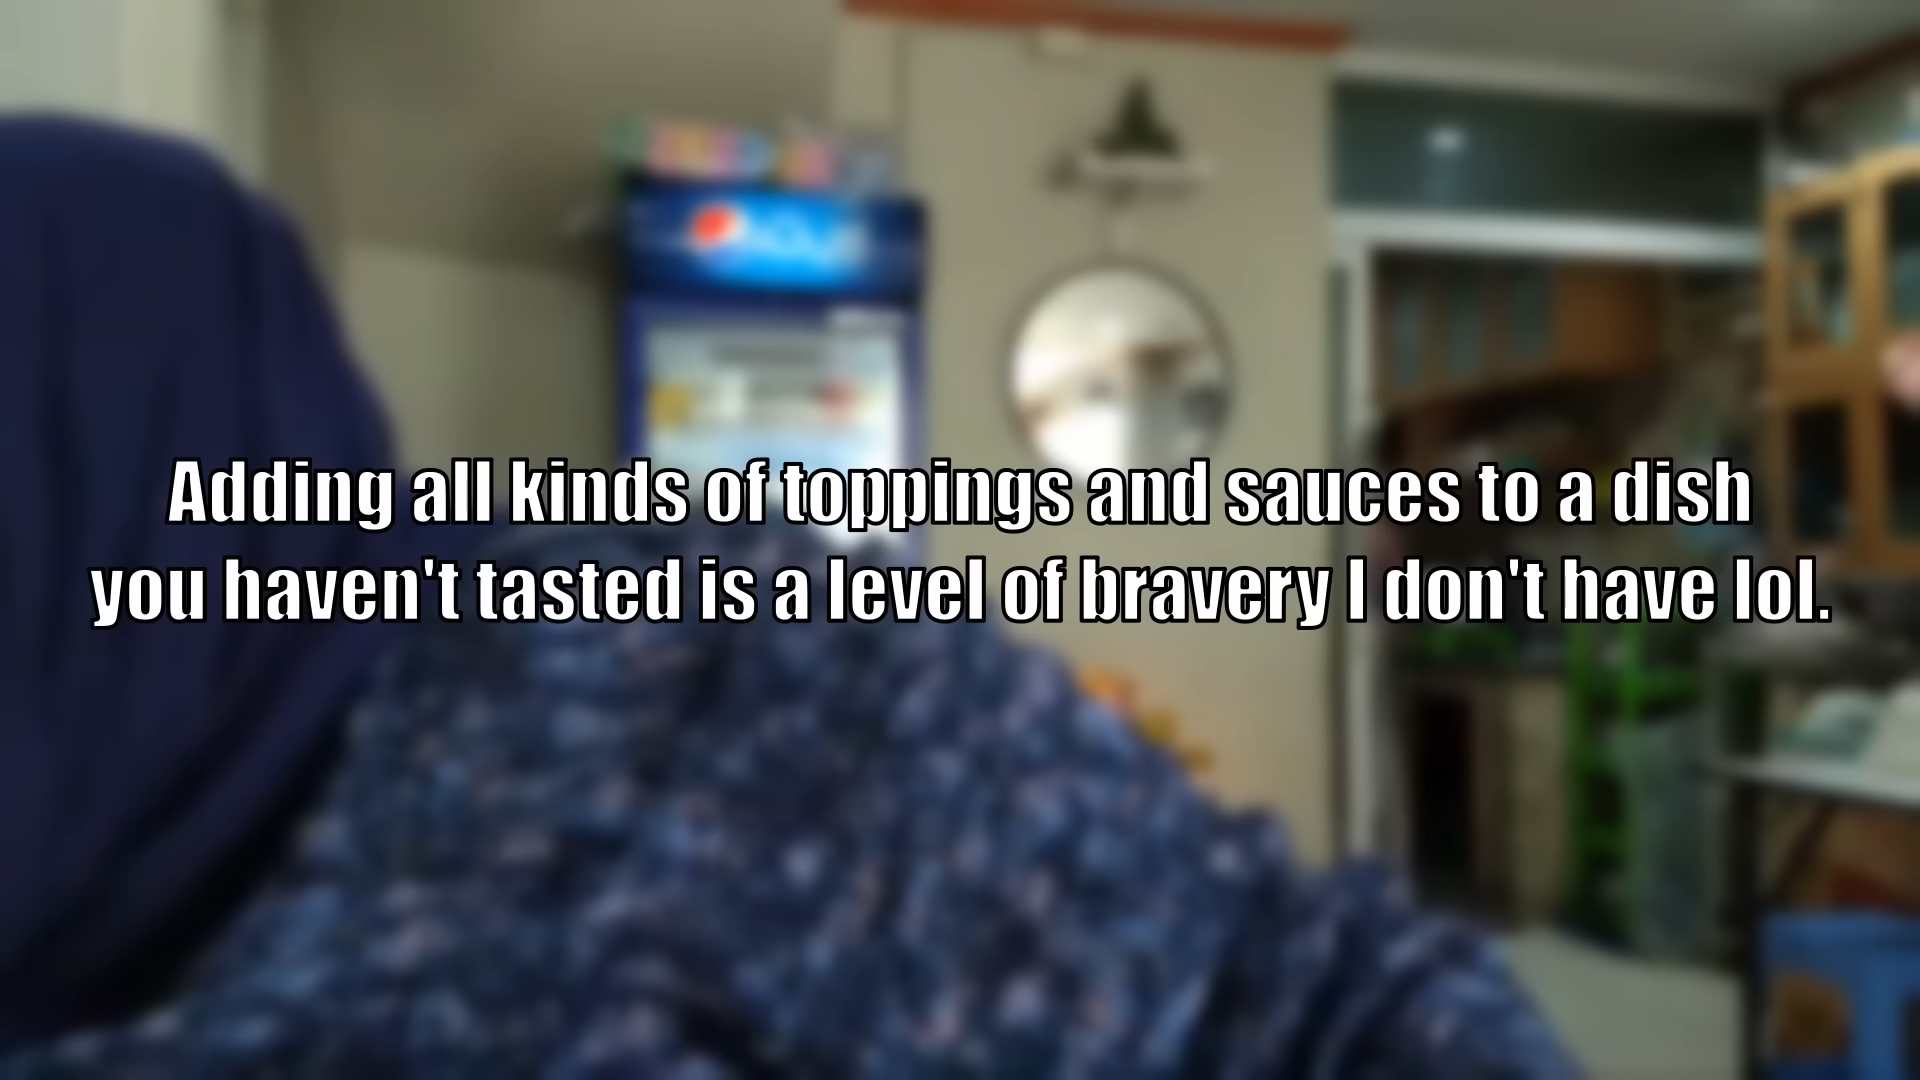 Adding all kinds of toppings and sauces to a dish
you haven't tasted is a level of bravery I don't have lol.